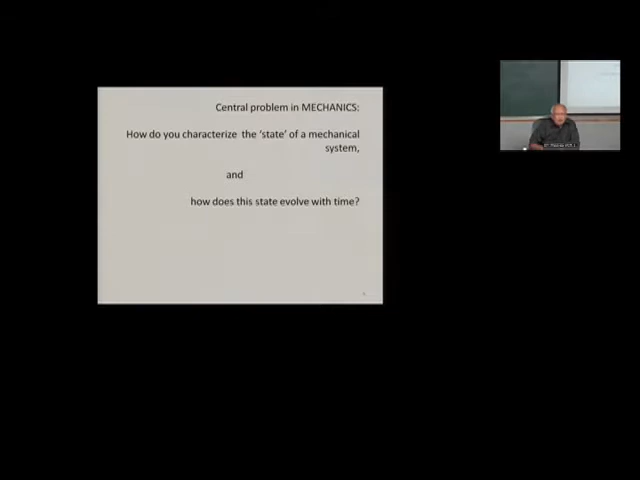 Central problem in MECHANICS:
How do you characterize the ‘state’ of a mechanical
system,
and
how does this state evolve with time?